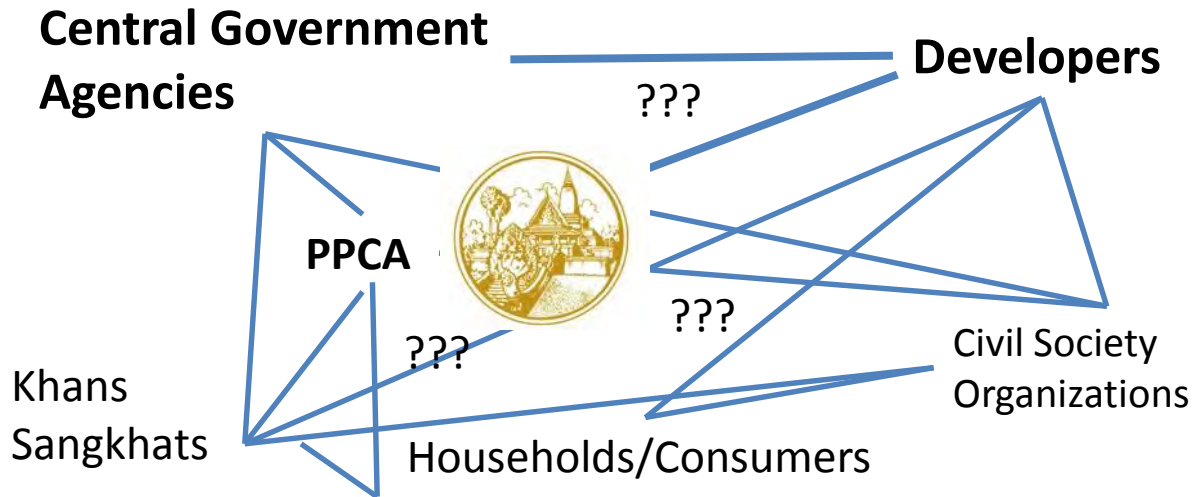 Central Government
Agencies
Developers
???
PPCA
???
???
Khans
Sangkhats
Civil Society
Organizations
Households/Consumers